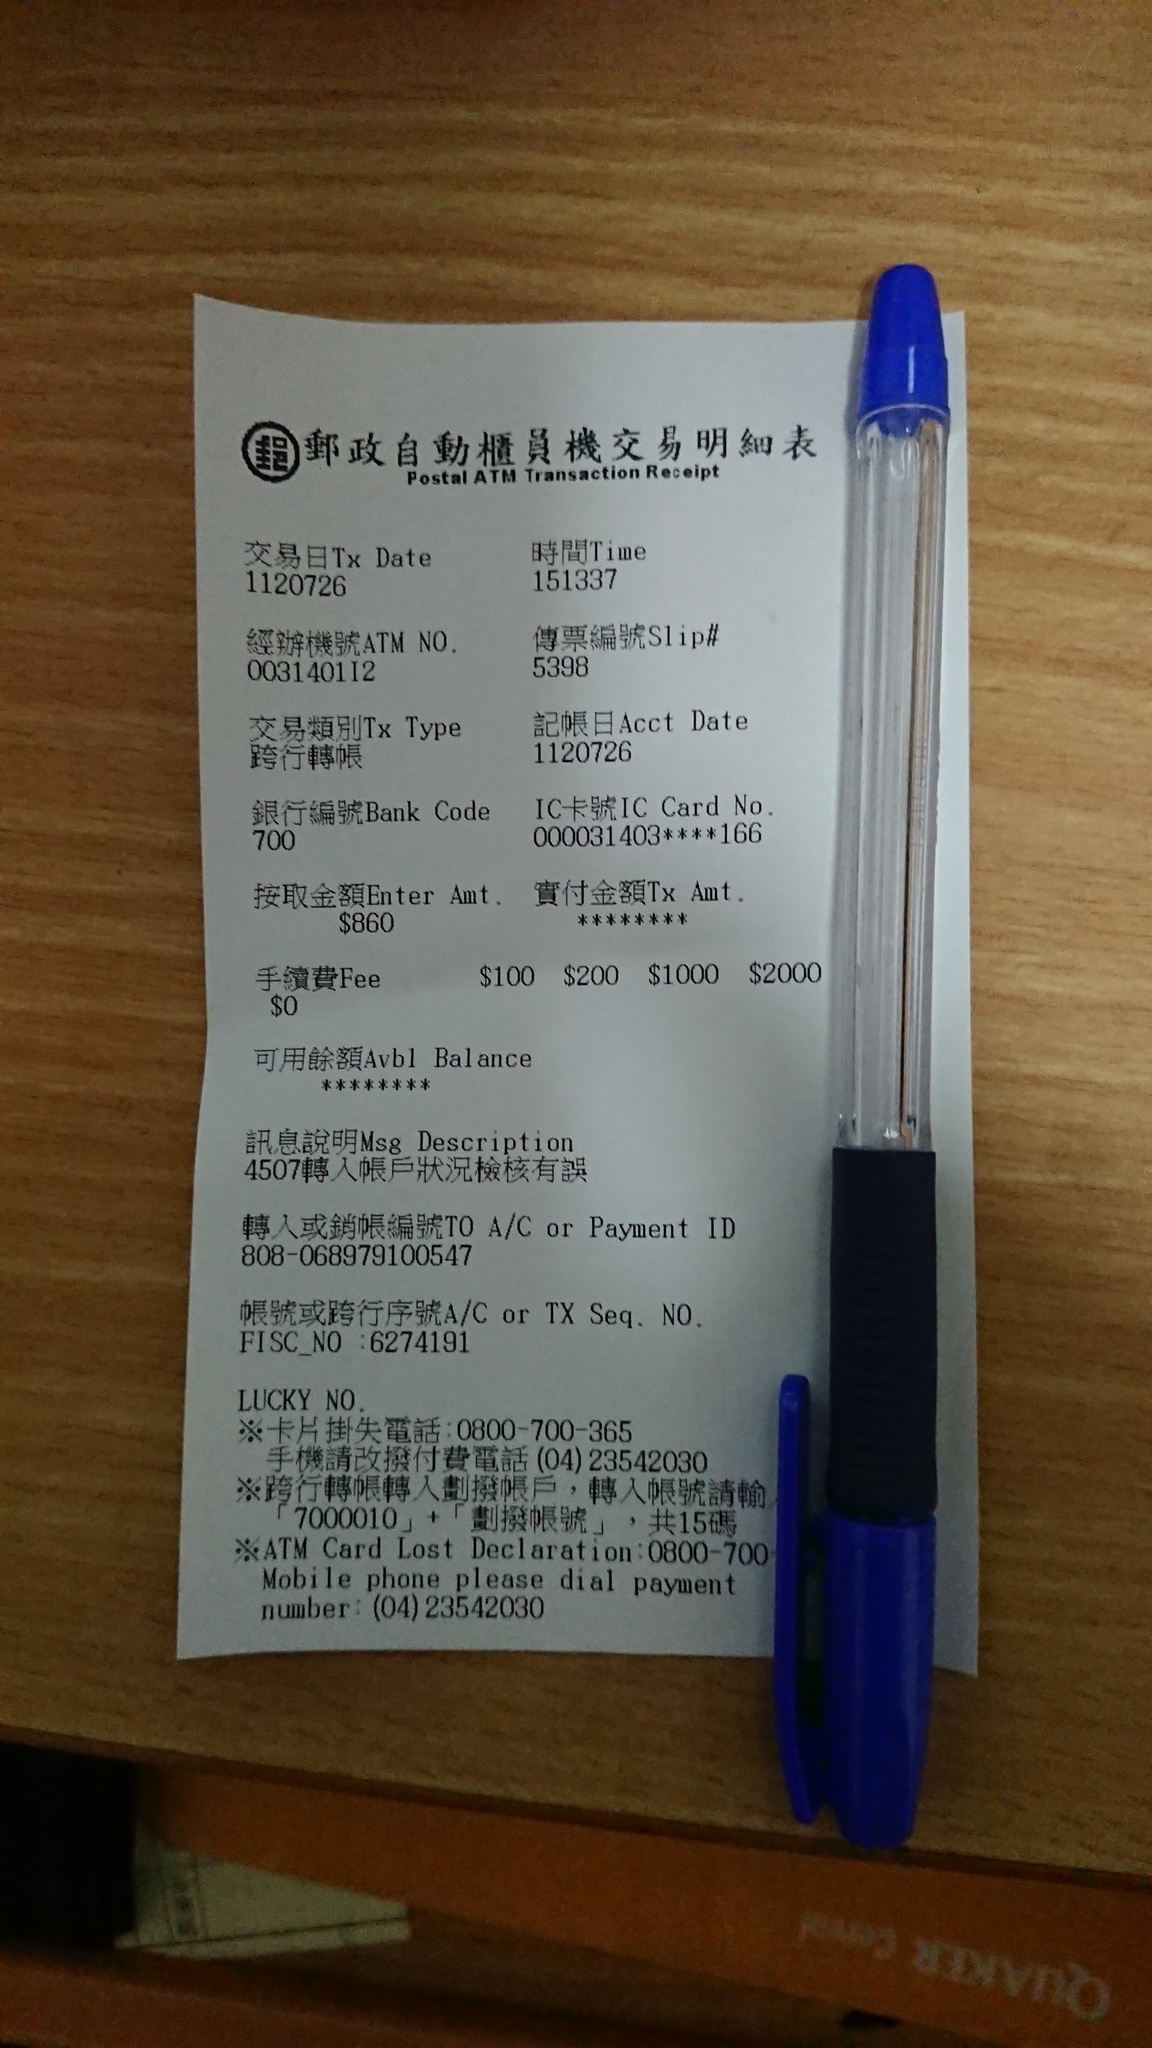 郵政自動櫃員機交易明細表
Postal ATM Transaction Receipt
交易日Tx Date 時間Time
1120726 151337
經辦機號ATM NO. 傳票編號Slip#
0031401I2 5398
交易類別Tx Type 記帳日Acct Date
跨行轉帳 1120726
銀行編號Bank Code IC卡號IC Card No.
700 000031403****166
按取金額Enter Amt. 實付金額Tx Amt.
$860 ********
手續費Fee $100 $200 $1000 $2000
$0
可用餘額Avbl Balance
********
訊息說明Msg Description
4507轉入帳戶狀況檢核有誤
轉入或銷帳編號TO A/C or Payment ID
808-068979100547
帳號或跨行序號A/C or TX Seq. NO.
FISC_NO :6274191
LUCKY NO.
※卡片掛失電話:0800-700-365
手機請改撥付費電話(04)23542030
※跨行轉帳轉入劃撥帳戶，轉入帳號請輸
「7000010」+「劃撥帳號」，共15碼
※ATM Card Lost Declaration:0800-700-
Mobile phone please dial payment
number:(04)23542030
QUAKER Cereal